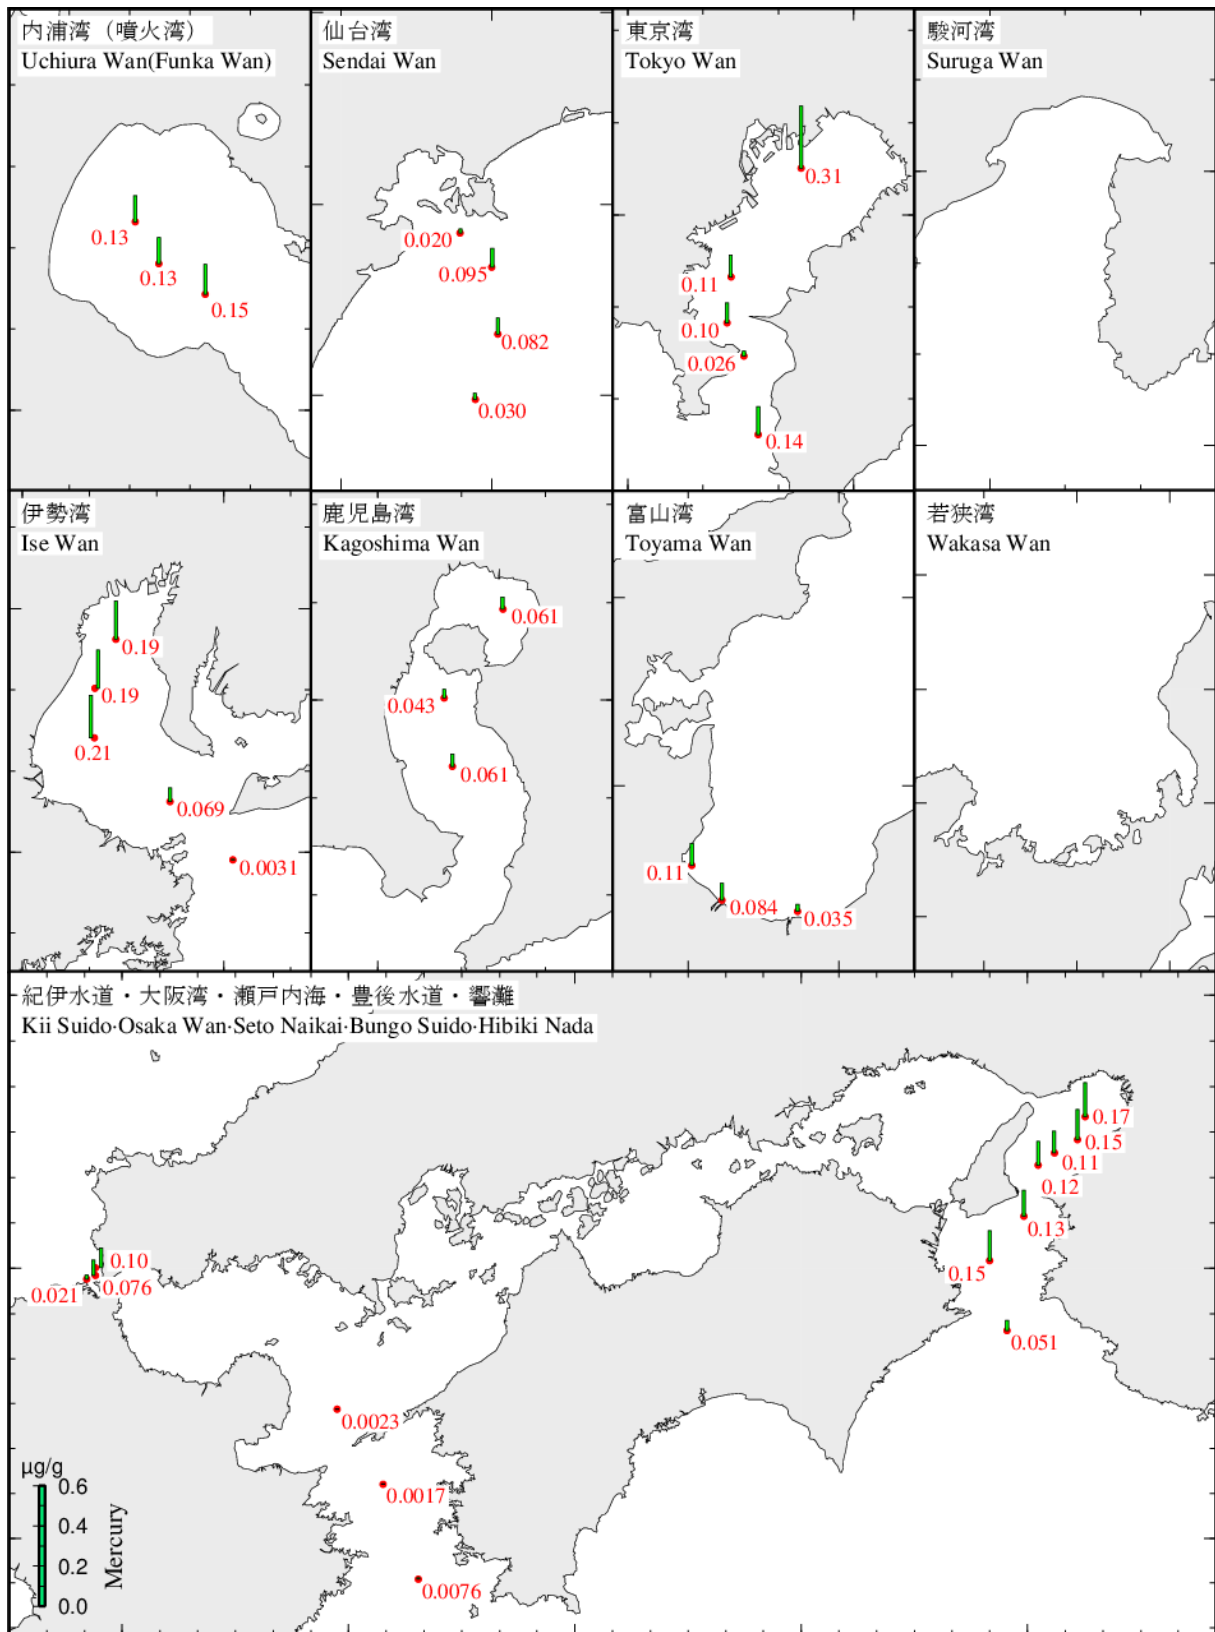 内浦湾（噴火湾）
Uchiura Wan(Funka Wan)
0.13
0.13
0.15
仙台湾
Sendai Wan
0.020
0.095
0.082
0.030
東京湾
Tokyo Wan
0.31
0.11
0.10
0.026
0.14
駿河湾
Suruga Wan
伊勢湾
Ise Wan
0.19
0.19
0.21
0.069
0.0031
鹿児島湾
Kagoshima Wan
0.061
0.043
0.061
富山湾
Toyama Wan
0.11
0.084
0.035
若狭湾
Wakasa Wan
紀伊水道・大阪湾・瀬戸内海・豊後水道・響灘
Kii Suido·Osaka Wan·Seto Naikai·Bungo Suido·Hibiki Nada
0.17
0.15
0.11
0.12
0.13
0.15
0.051
0.10
0.076
0.021
0.0023
0.0017
0.0076
µg/g
0.6
0.4
0.2
0.0
Mercury